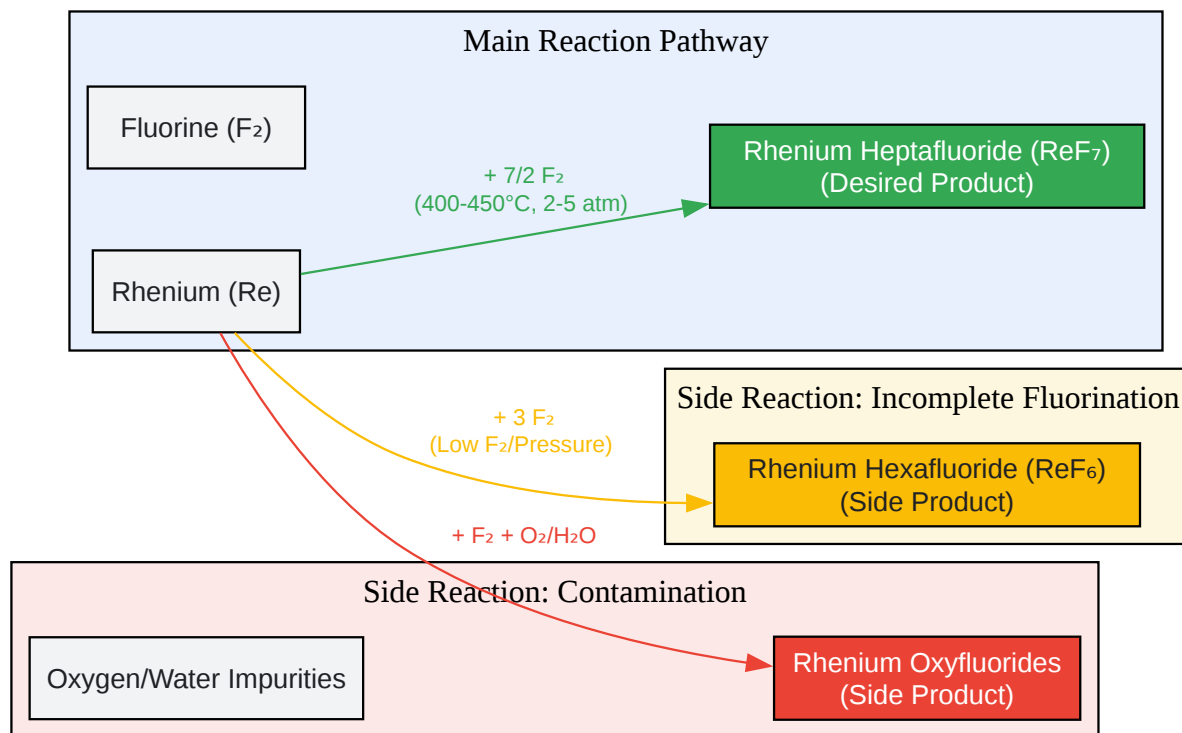 Main Reaction Pathway
Fluorine (F₂)
Rhenium Heptafluoride (ReF₇)
(Desired Product)
+ 7/2 F₂
(400-450°C, 2-5 atm)
Rhenium (Re)
Side Reaction: Incomplete Fluorination
+ 3 F₂
(Low F₂/Pressure)
Rhenium Hexafluoride (ReF₆)
(Side Product)
+ F₂ + O₂/H₂O
Side Reaction: Contamination
Oxygen/Water Impurities
Rhenium Oxyfluorides
(Side Product)